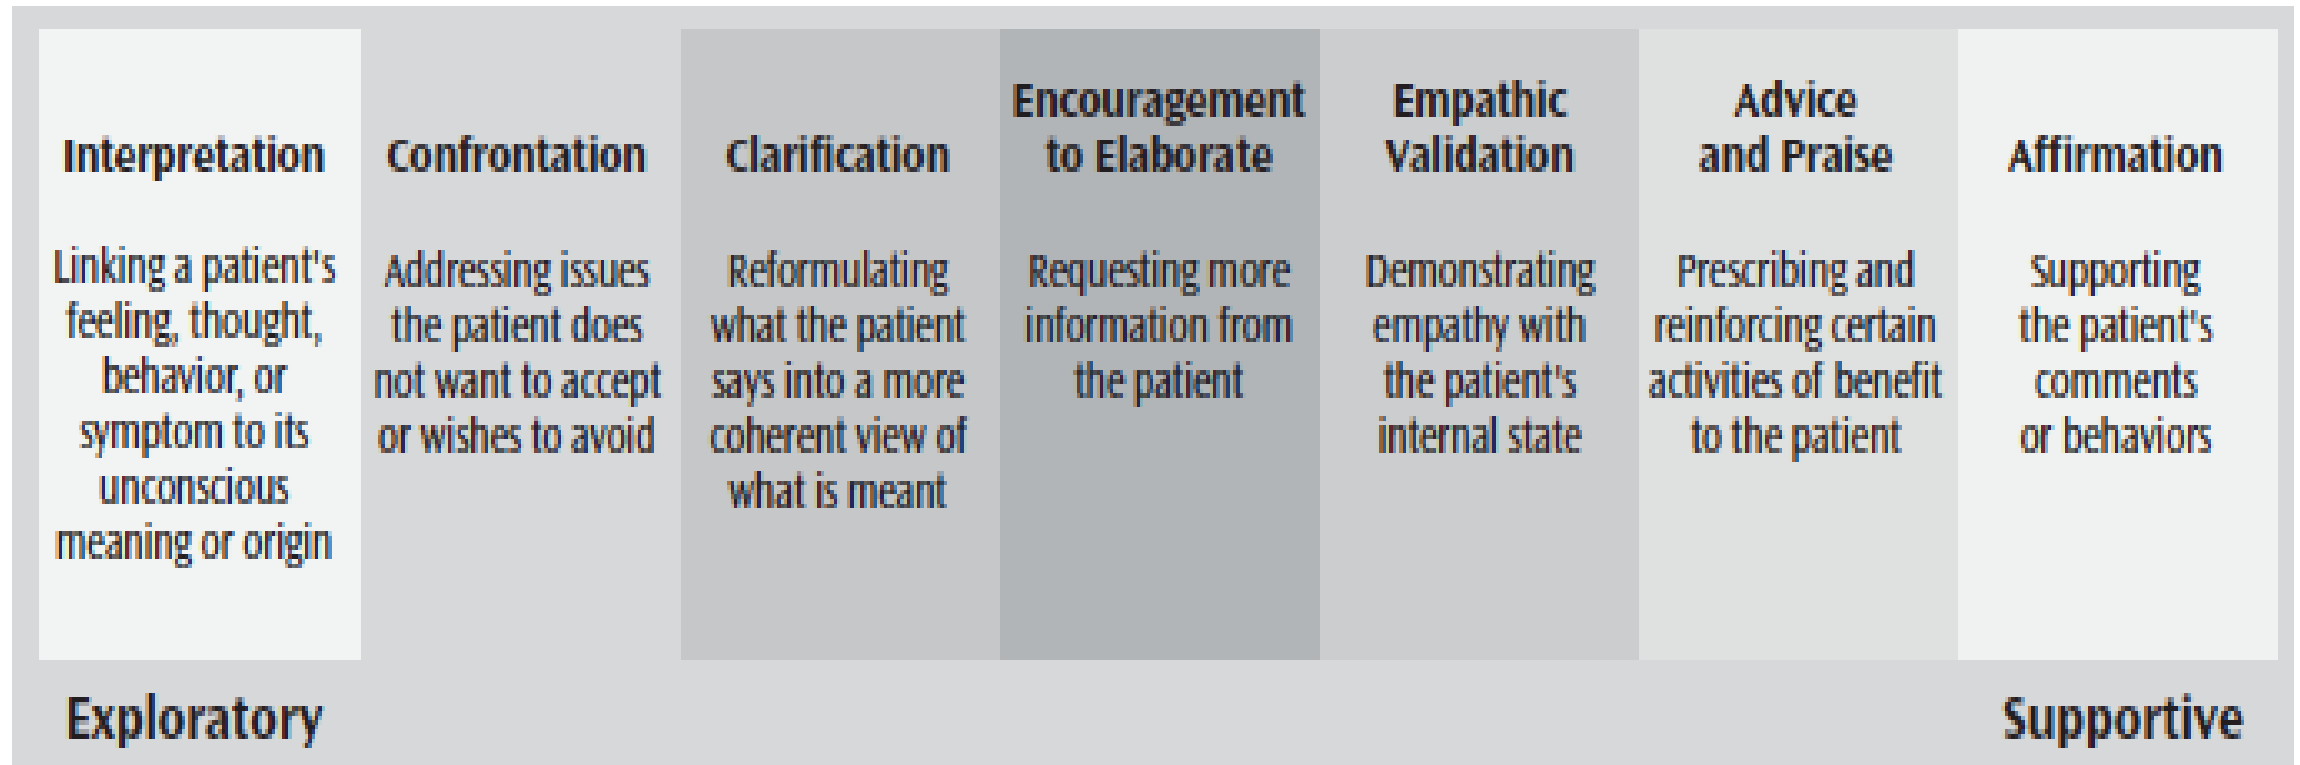 Interpretation
Linking a patient's
feeling, thought,
behavior, or
symptom to its
unconscious
meaning or origin
Confrontation
Addressing issues
the patient does
not want to accept
or wishes to avoid
Clarification
Reformulating
what the patient
says into a more
coherent view of
what is meant
Encouragement
to Elaborate
Requesting more
information from
the patient
Empathic
Validation
Demonstrating
empathy with
the patient's
internal state
Advice
and Praise
Prescribing and
reinforcing certain
activities of benefit
to the patient
Affirmation
Supporting
the patient's
comments
or behaviors
Exploratory
Supportive